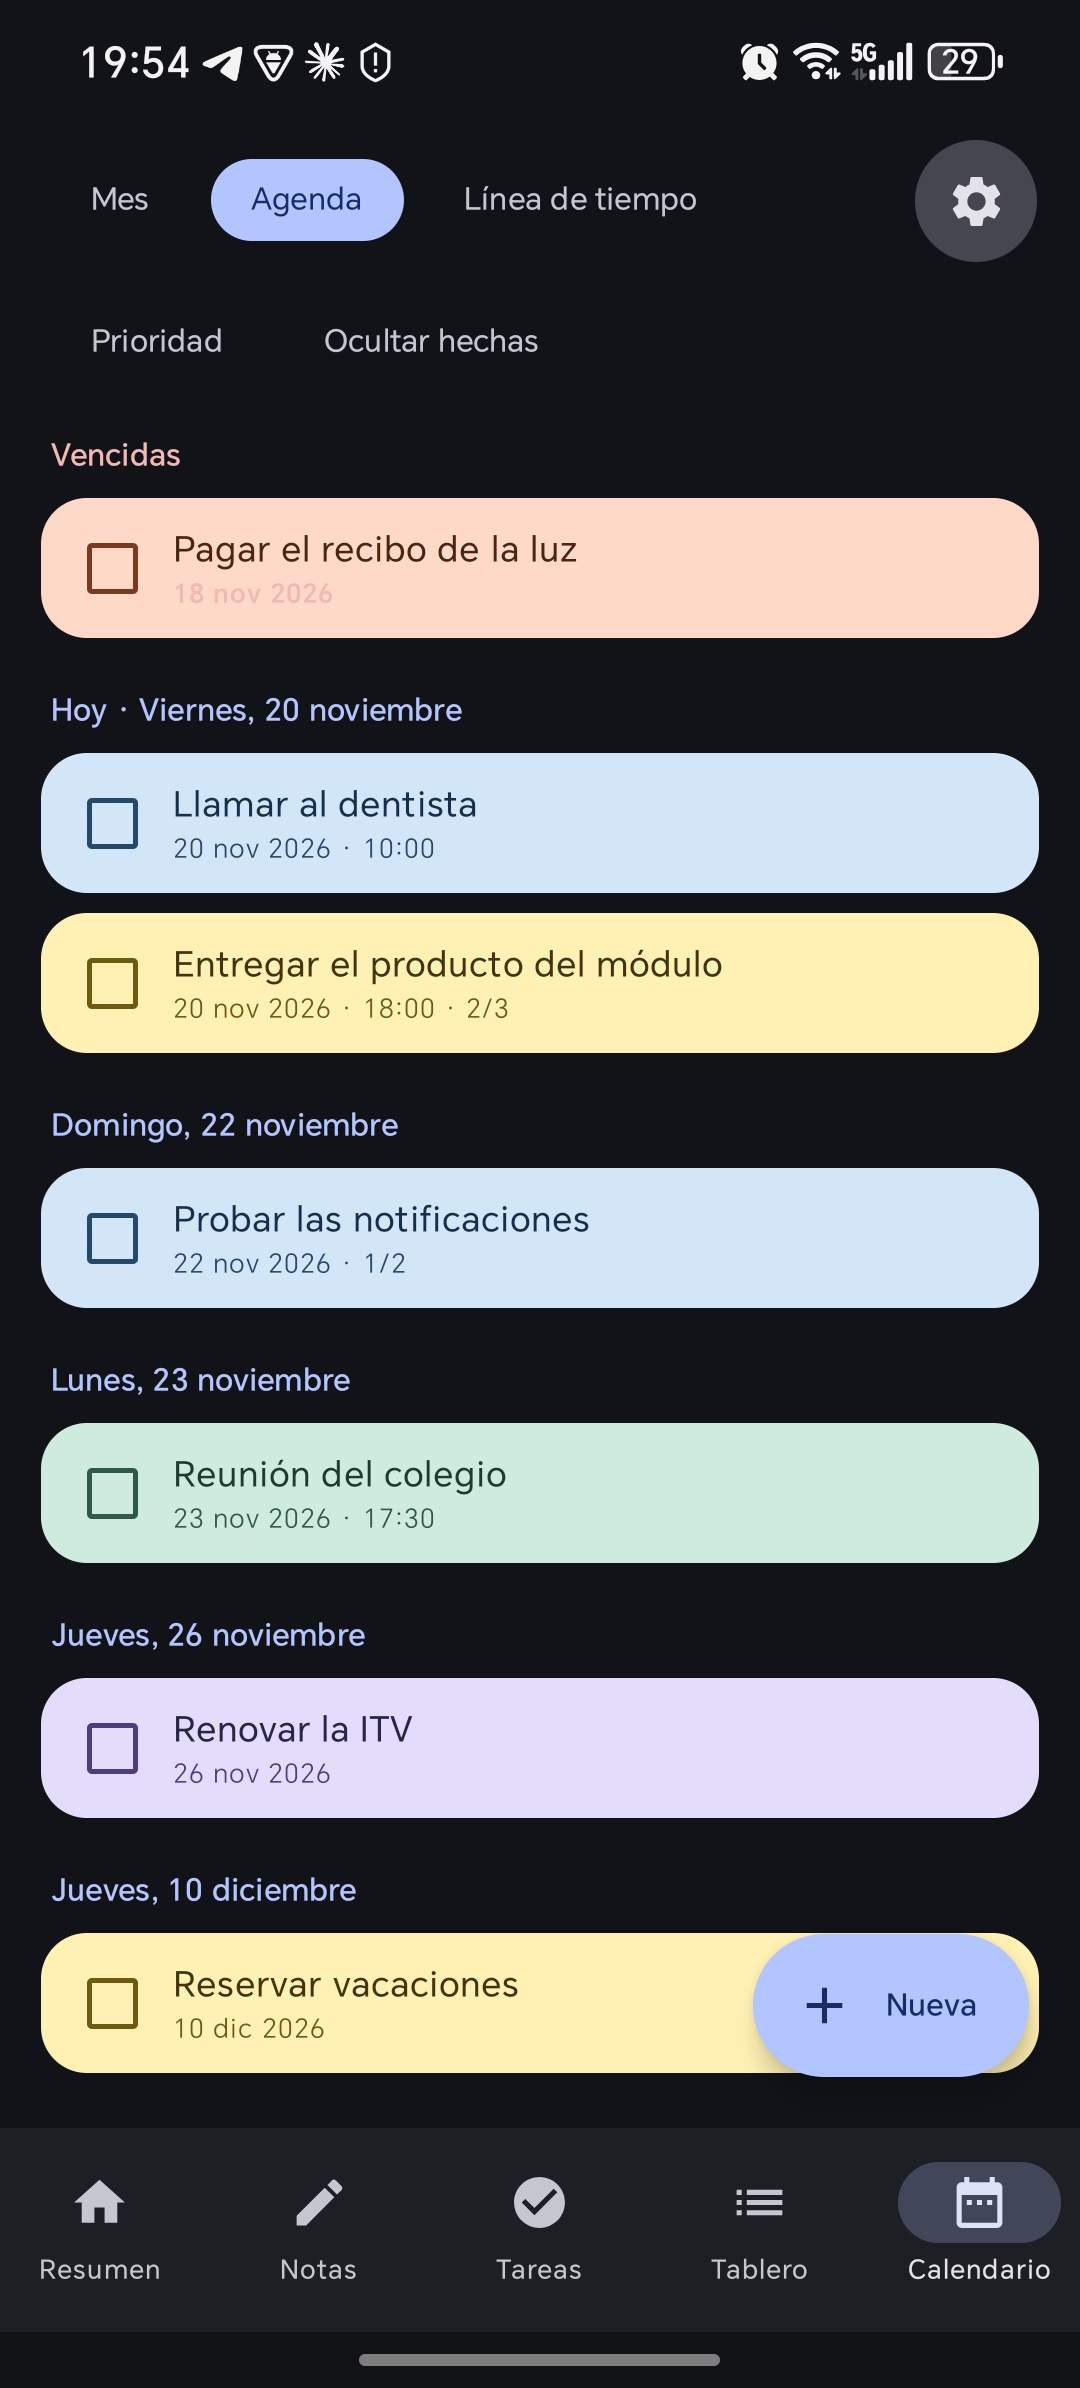 19:54
5G
29
Mes
Agenda
Línea de tiempo
Prioridad
Ocultar hechas
Vencidas
Pagar el recibo de la luz
18 nov 2026
Hoy · Viernes, 20 noviembre
Llamar al dentista
20 nov 2026 · 10:00
Entregar el producto del módulo
20 nov 2026 · 18:00 · 2/3
Domingo, 22 noviembre
Probar las notificaciones
22 nov 2026 · 1/2
Lunes, 23 noviembre
Reunión del colegio
23 nov 2026 · 17:30
Jueves, 26 noviembre
Renovar la ITV
26 nov 2026
Jueves, 10 diciembre
Reservar vacaciones
10 dic 2026
Nueva
Resumen
Notas
Tareas
Tablero
Calendario